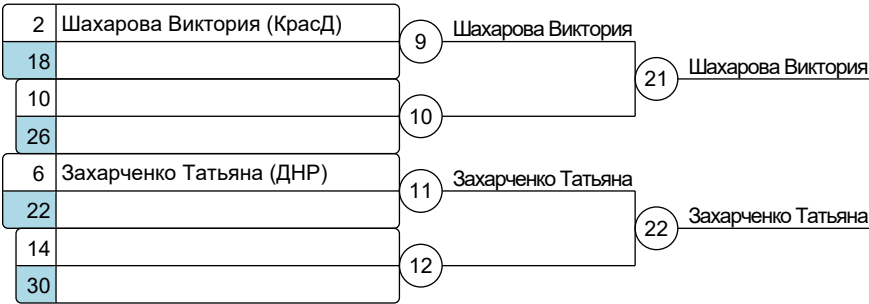 2 Шахарова Виктория (КрасД)
9 Шахарова Виктория
18
21 Шахарова Виктория
10
10
26
6 Захарченко Татьяна (ДНР)
11 Захарченко Татьяна
22
22 Захарченко Татьяна
14
12
30